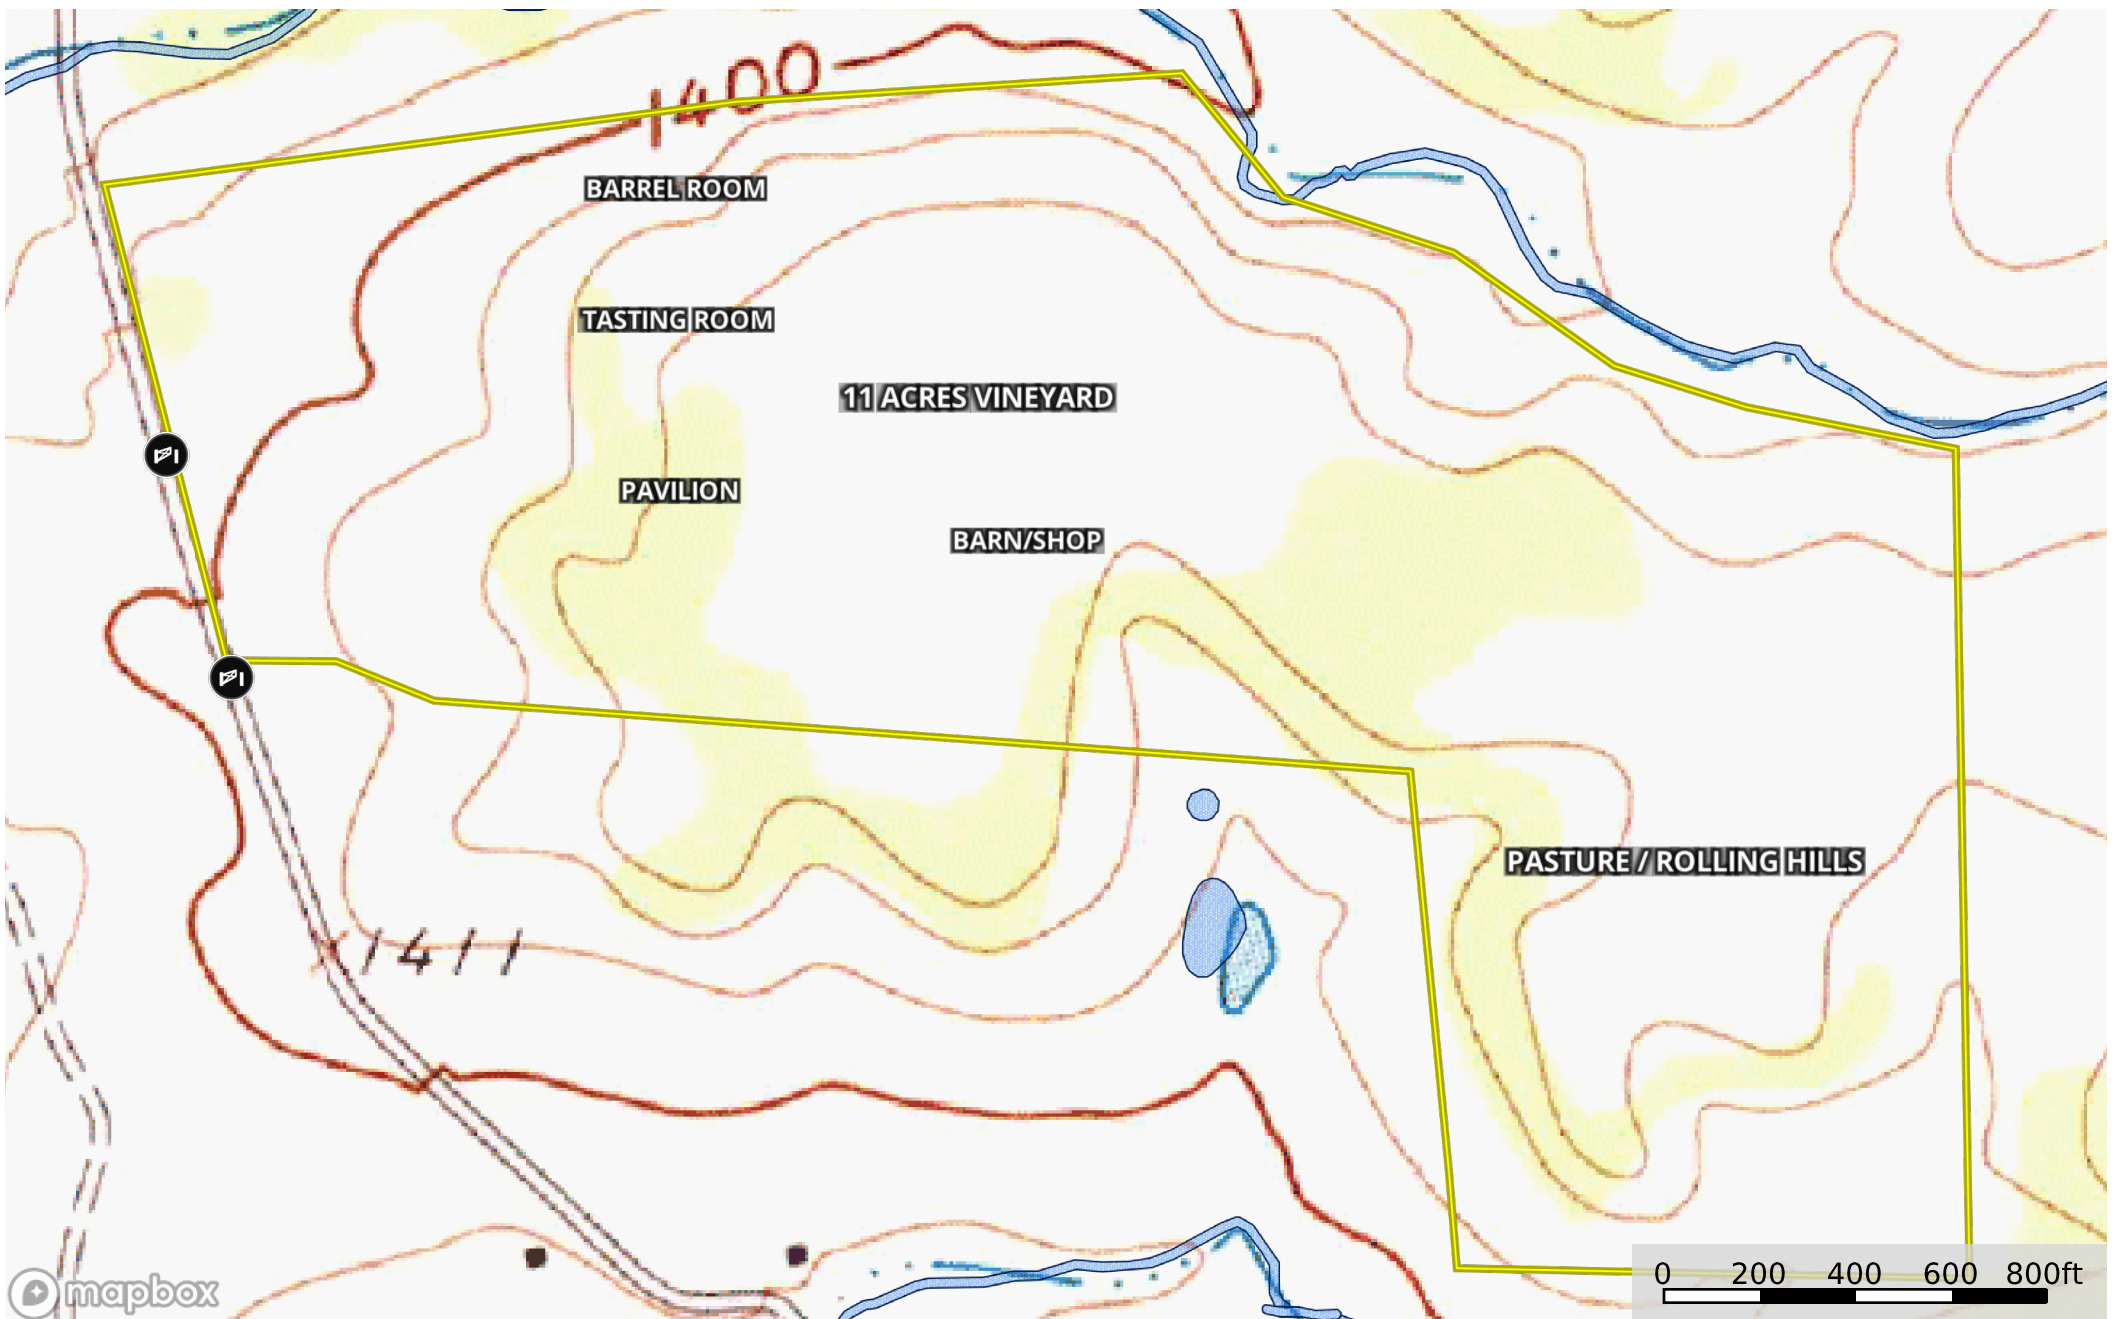 1400
BARREL ROOM
TASTING ROOM
11 ACRES VINEYARD
PAVILION
BARN/SHOP
PASTURE / ROLLING HILLS
1411
0 200 400 600 800ft
mapbox